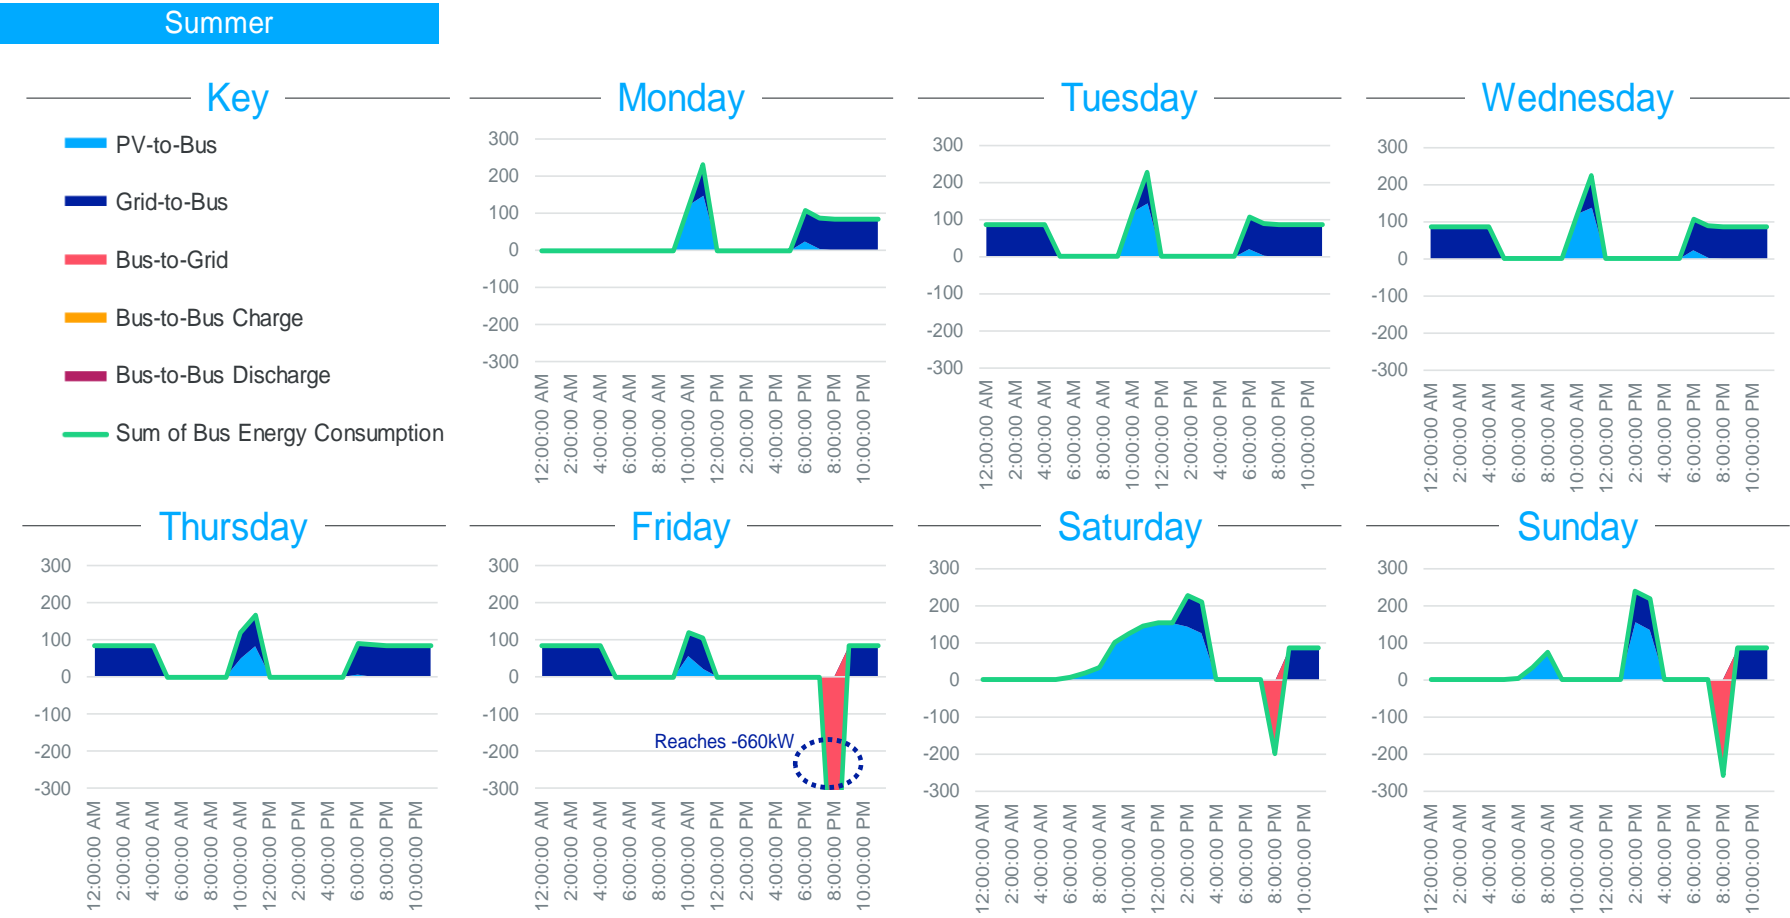 Summer
Key
PV-to-Bus
Grid-to-Bus
Bus-to-Grid
Bus-to-Bus Charge
Bus-to-Bus Discharge
Sum of Bus Energy Consumption
Monday
300
200
100
0
-100
-200
-300
12:00:00 AM
2:00:00 AM
4:00:00 AM
6:00:00 AM
8:00:00 AM
10:00:00 AM
12:00:00 PM
2:00:00 PM
4:00:00 PM
6:00:00 PM
8:00:00 PM
10:00:00 PM
Tuesday
300
200
100
0
-100
-200
-300
12:00:00 AM
2:00:00 AM
4:00:00 AM
6:00:00 AM
8:00:00 AM
10:00:00 AM
12:00:00 PM
2:00:00 PM
4:00:00 PM
6:00:00 PM
8:00:00 PM
10:00:00 PM
Wednesday
300
200
100
0
-100
-200
-300
12:00:00 AM
2:00:00 AM
4:00:00 AM
6:00:00 AM
8:00:00 AM
10:00:00 AM
12:00:00 PM
2:00:00 PM
4:00:00 PM
6:00:00 PM
8:00:00 PM
10:00:00 PM
Thursday
300
200
100
0
-100
-200
-300
12:00:00 AM
2:00:00 AM
4:00:00 AM
6:00:00 AM
8:00:00 AM
10:00:00 AM
12:00:00 PM
2:00:00 PM
4:00:00 PM
6:00:00 PM
8:00:00 PM
10:00:00 PM
Friday
300
200
100
0
-100
-200
-300
Reaches -660kW
12:00:00 AM
2:00:00 AM
4:00:00 AM
6:00:00 AM
8:00:00 AM
10:00:00 AM
12:00:00 PM
2:00:00 PM
4:00:00 PM
6:00:00 PM
8:00:00 PM
10:00:00 PM
Saturday
300
200
100
0
-100
-200
-300
12:00:00 AM
2:00:00 AM
4:00:00 AM
6:00:00 AM
8:00:00 AM
10:00:00 AM
12:00:00 PM
2:00:00 PM
4:00:00 PM
6:00:00 PM
8:00:00 PM
10:00:00 PM
Sunday
300
200
100
0
-100
-200
-300
12:00:00 AM
2:00:00 AM
4:00:00 AM
6:00:00 AM
8:00:00 AM
10:00:00 AM
12:00:00 PM
2:00:00 PM
4:00:00 PM
6:00:00 PM
8:00:00 PM
10:00:00 PM